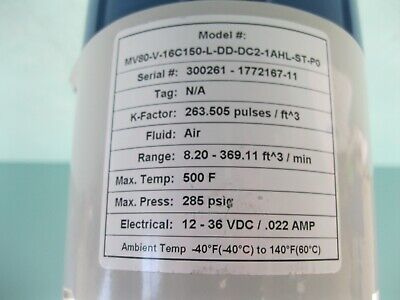 Model #:
MV80-V-16C150-L-DD-DC2-1AHL-ST-P0
Serial #: 300261 - 1772167-11
Tag: N/A
K-Factor: 263.505 pulses / ft^3
Fluid: Air
Range: 8.20 - 369.11 ft^3 / min
Max. Temp: 500 F
Max. Press: 285 psig
Electrical: 12 - 36 VDC / .022 AMP
Ambient Temp -40°F(-40°C) to 140°F(60°C)